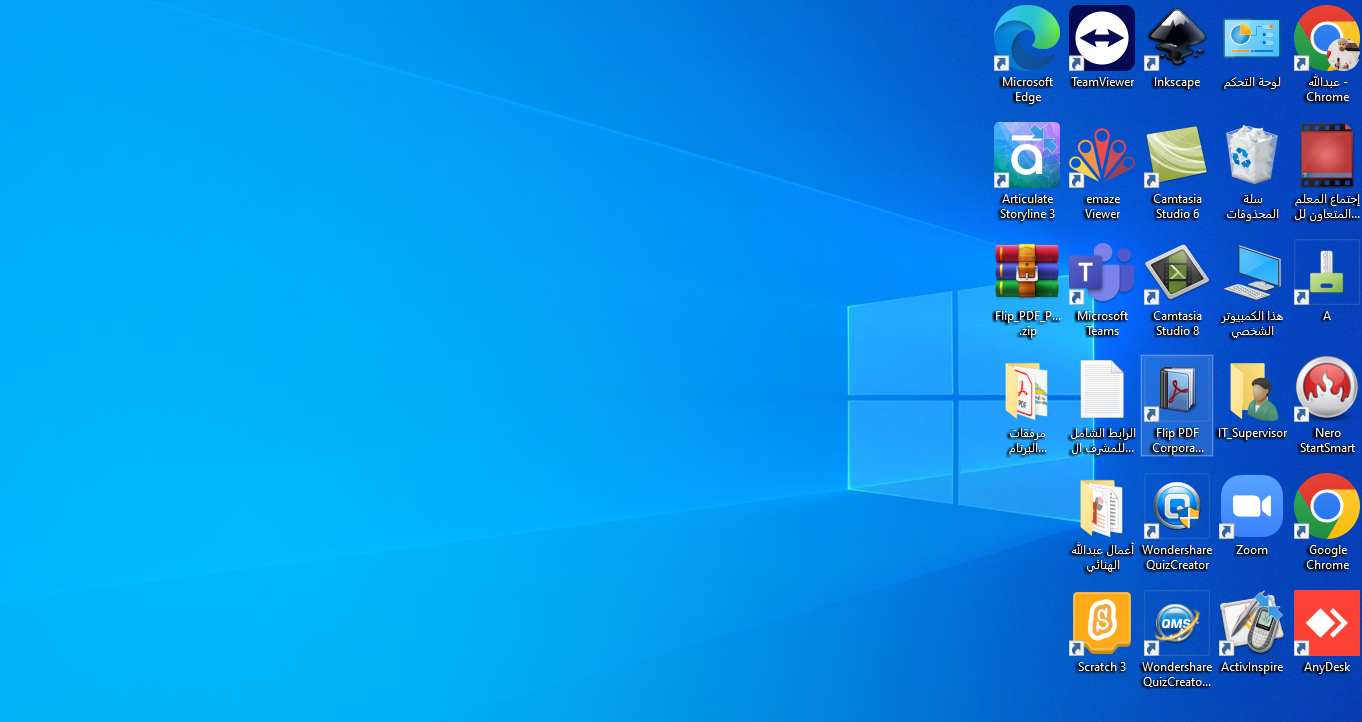 Microsoft
Edge
TeamViewer
Inkscape
لوحة التحكم
عبدالله -
Chrome
Articulate
Storyline 3
emaze
Viewer
Camtasia
Studio 6
سلة
المحذوفات
إجتماع المعلم
المتعاون لل...
Flip_PDF_P...
.zip
T
Microsoft
Teams
Camtasia
Studio 8
هذا الكمبيوتر
الشخصي
A
PDF
مرفقات
البرنام...
الرابط الشامل
للمشرف ال...
Flip PDF
Corpora...
IT_Supervisor
Nero
StartSmart
أعمال عبدالله
الهنائي
Wondershare
QuizCreator
Zoom
Google
Chrome
S
Scratch 3
QMS
Wondershare
QuizCreato...
ActivInspire
AnyDesk